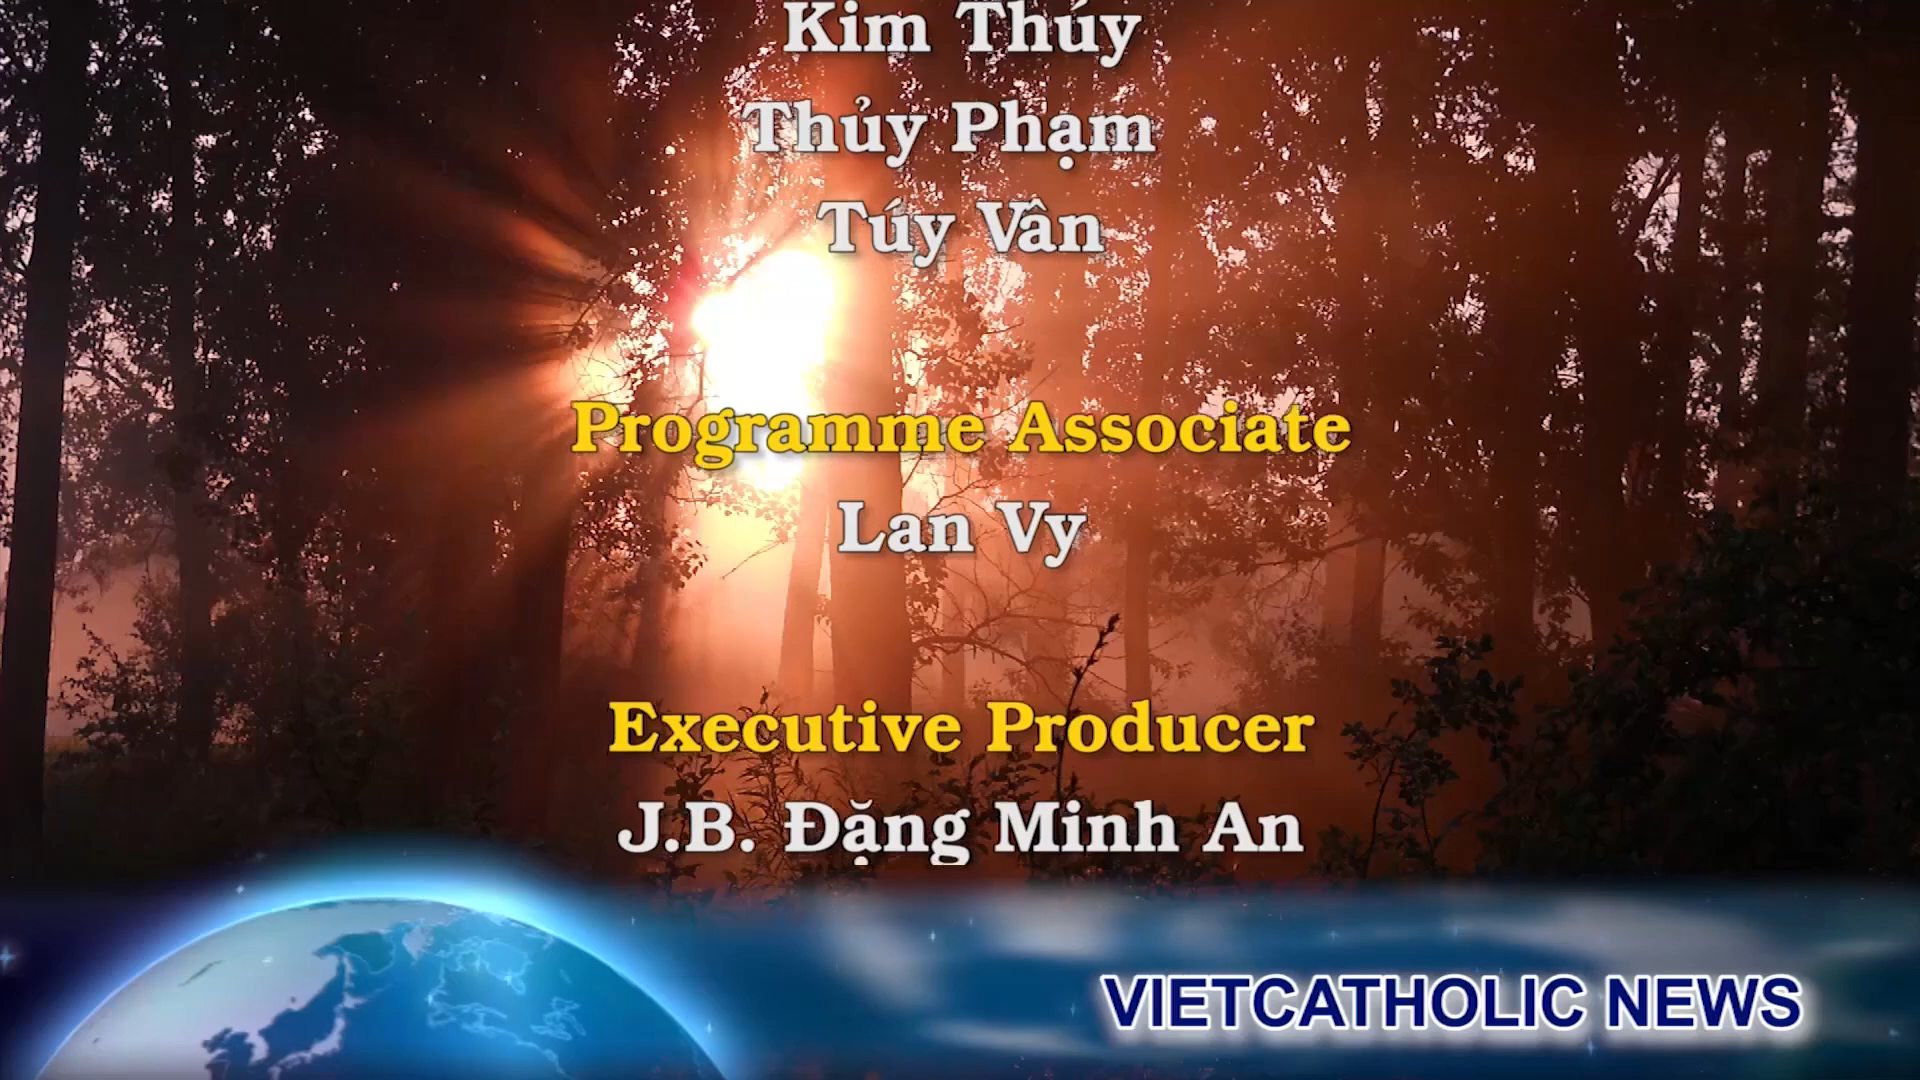 Kim Thúy
Thủy Phạm
Túy Vân
Programme Associate
Lan Vy
Executive Producer
J.B. Đặng Minh An
VIETCATHOLIC NEWS